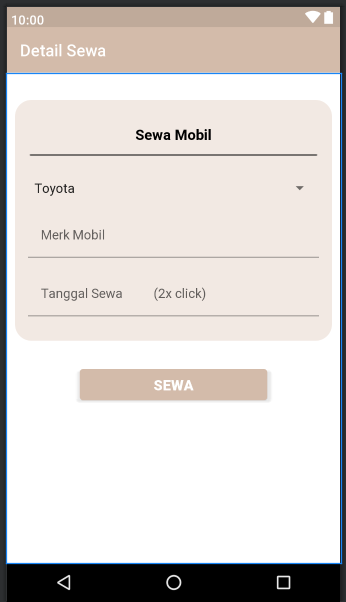 10:00
Detail Sewa
Sewa Mobil
Toyota
Merk Mobil
Tanggal Sewa (2x click)
SEWA